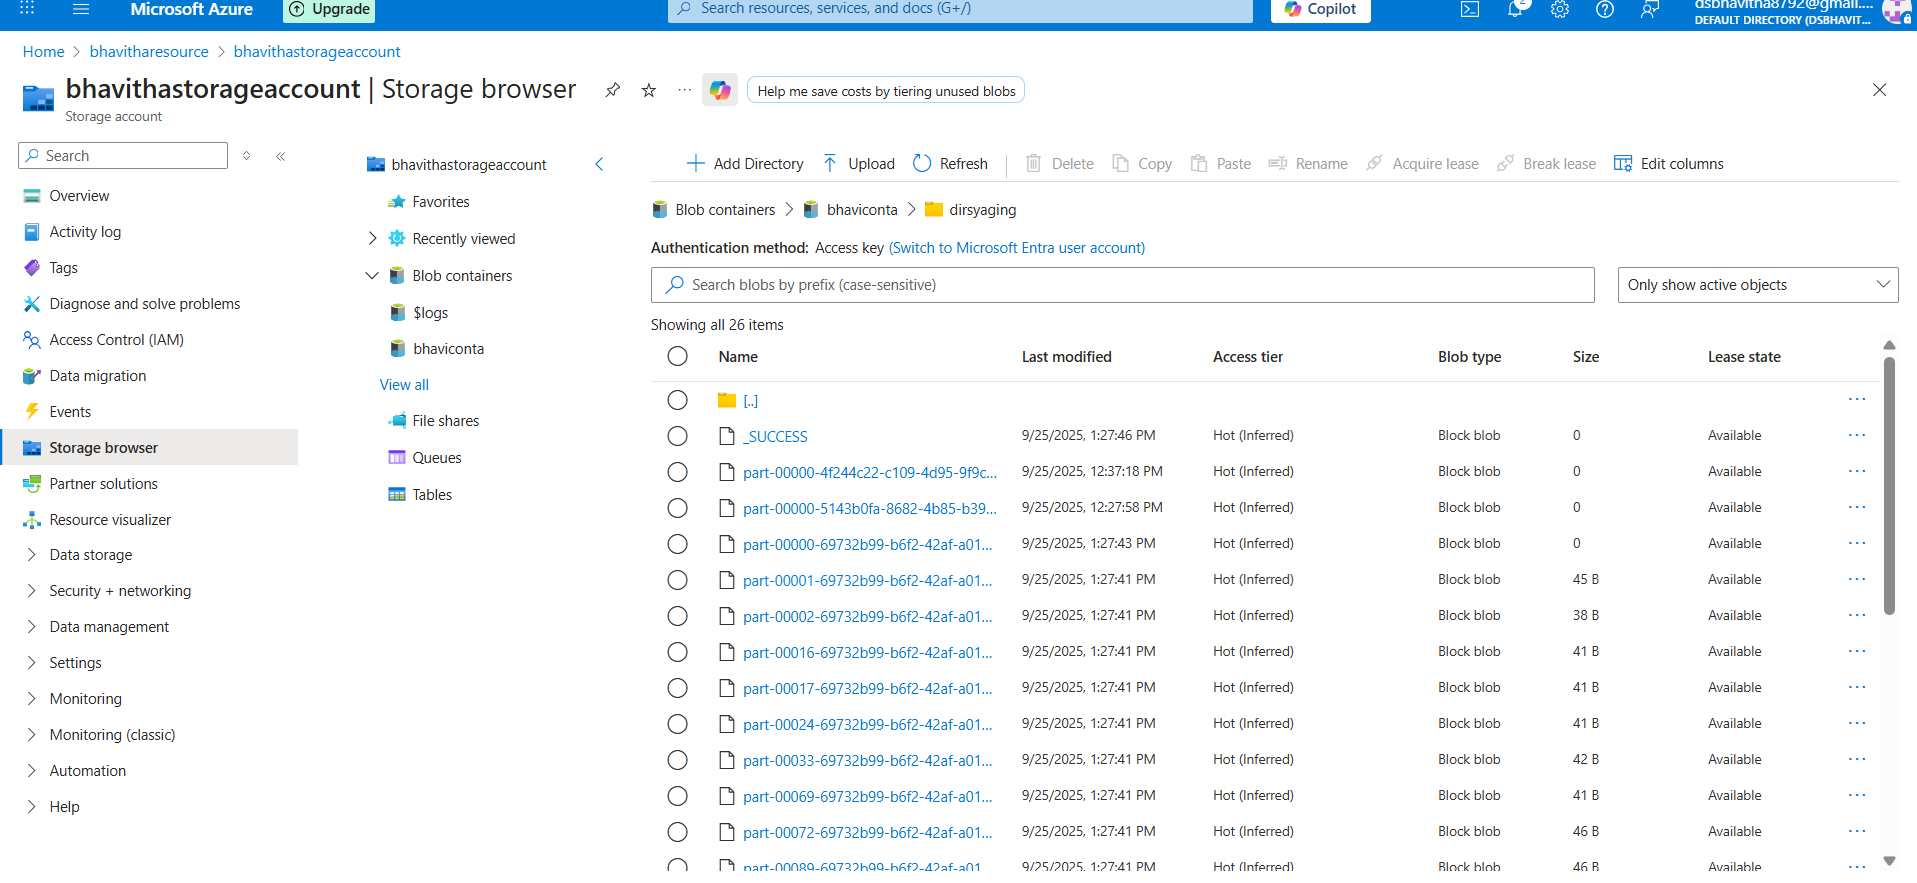 Microsoft Azure
Upgrade
Search resources, services, and docs (G+/)
Copilot
2
dsbhavitha8792@gmail....
DEFAULT DIRECTORY (DSBHAVIT...
Home > bhavitharesource > bhavithastorageaccount
bhavithastorageaccount | Storage browser
...
Help me save costs by tiering unused blobs
Storage account
Search
Overview
Activity log
Tags
Diagnose and solve problems
Access Control (IAM)
Data migration
Events
Storage browser
Partner solutions
Resource visualizer
Data storage
Security + networking
Data management
Settings
Monitoring
Monitoring (classic)
Automation
Help
bhavithastorageaccount
Favorites
Recently viewed
Blob containers
$logs
bhaviconta
View all
File shares
Queues
Tables
Add Directory Upload Refresh Delete Copy Paste Rename Acquire lease Break lease Edit columns
Blob containers > bhaviconta > dirsyaging
Authentication method: Access key (Switch to Microsoft Entra user account)
Search blobs by prefix (case-sensitive)
Only show active objects
Showing all 26 items
Name Last modified Access tier Blob type Size Lease state
[..] ...
_SUCCESS 9/25/2025, 1:27:46 PM Hot (Inferred) Block blob 0 Available ...
part-00000-4f244c22-c109-4d95-9f9c... 9/25/2025, 12:37:18 PM Hot (Inferred) Block blob 0 Available ...
part-00000-5143b0fa-8682-4b85-b39... 9/25/2025, 12:27:58 PM Hot (Inferred) Block blob 0 Available ...
part-00000-69732b99-b6f2-42af-a01... 9/25/2025, 1:27:43 PM Hot (Inferred) Block blob 0 Available ...
part-00001-69732b99-b6f2-42af-a01... 9/25/2025, 1:27:41 PM Hot (Inferred) Block blob 45 B Available ...
part-00002-69732b99-b6f2-42af-a01... 9/25/2025, 1:27:41 PM Hot (Inferred) Block blob 38 B Available ...
part-00016-69732b99-b6f2-42af-a01... 9/25/2025, 1:27:41 PM Hot (Inferred) Block blob 41 B Available ...
part-00017-69732b99-b6f2-42af-a01... 9/25/2025, 1:27:41 PM Hot (Inferred) Block blob 41 B Available ...
part-00024-69732b99-b6f2-42af-a01... 9/25/2025, 1:27:41 PM Hot (Inferred) Block blob 41 B Available ...
part-00033-69732b99-b6f2-42af-a01... 9/25/2025, 1:27:41 PM Hot (Inferred) Block blob 42 B Available ...
part-00069-69732b99-b6f2-42af-a01... 9/25/2025, 1:27:41 PM Hot (Inferred) Block blob 41 B Available ...
part-00072-69732b99-b6f2-42af-a01... 9/25/2025, 1:27:41 PM Hot (Inferred) Block blob 46 B Available ...
part-00089-69732b99-b6f2-42af-a01... 9/25/2025, 1:27:41 PM Hot (Inferred) Block blob 46 B Available ...